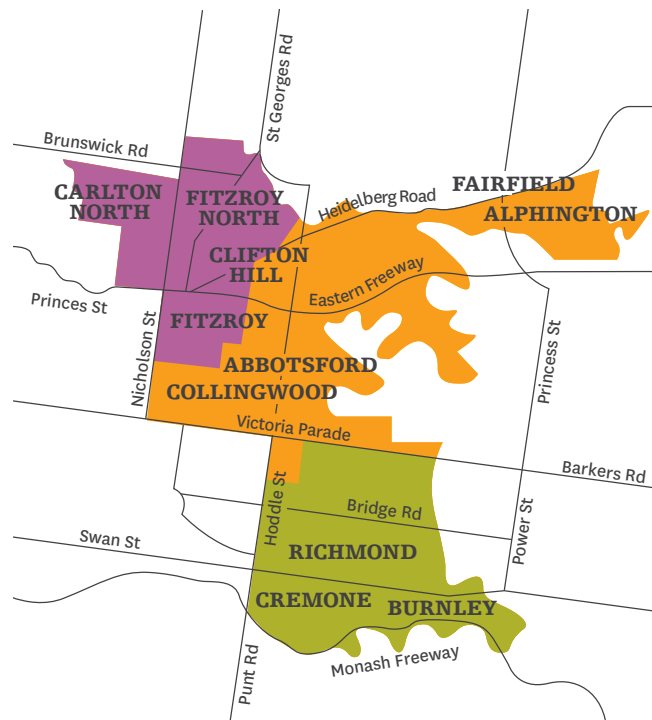 St Georges Rd
Brunswick Rd
CARLTON
NORTH
FITZROY
NORTH
Heidelberg Road
FAIRFIELD
ALPHINGTON
CLIFTON
HILL
Eastern Freeway
Princes St
FITZROY
Nicholson St
Princess St
ABBOTSFORD
COLLINGWOOD
Victoria Parade
Barkers Rd
Hoddle St
Bridge Rd
Power St
Swan St
RICHMOND
CREMONE
BURNLEY
Punt Rd
Monash Freeway